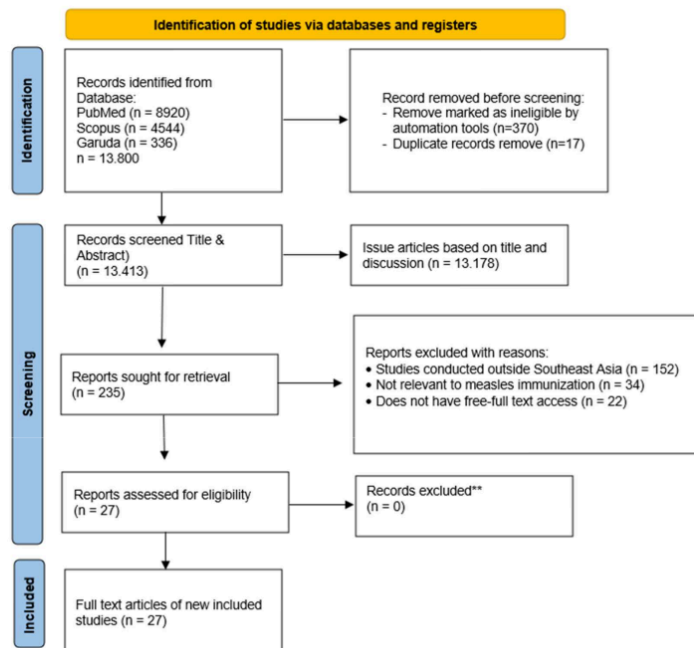 Identification of studies via databases and registers
Identification
Records identified from
Database:
PubMed (n = 8920)
Scopus (n = 4544)
Garuda (n = 336)
n = 13.800
Record removed before screening:
- Remove marked as ineligible by
automation tools (n=370)
- Duplicate records remove (n=17)
Screening
Records screened Title &
Abstract)
(n = 13.413)
Issue articles based on title and
discussion (n = 13.178)
Reports sought for retrieval
(n = 235)
Reports excluded with reasons:
• Studies conducted outside Southeast Asia (n = 152)
• Not relevant to measles immunization (n = 34)
• Does not have free-full text access (n = 22)
Reports assessed for eligibility
(n = 27)
Records excluded**
(n = 0)
Included
Full text articles of new included
studies (n = 27)